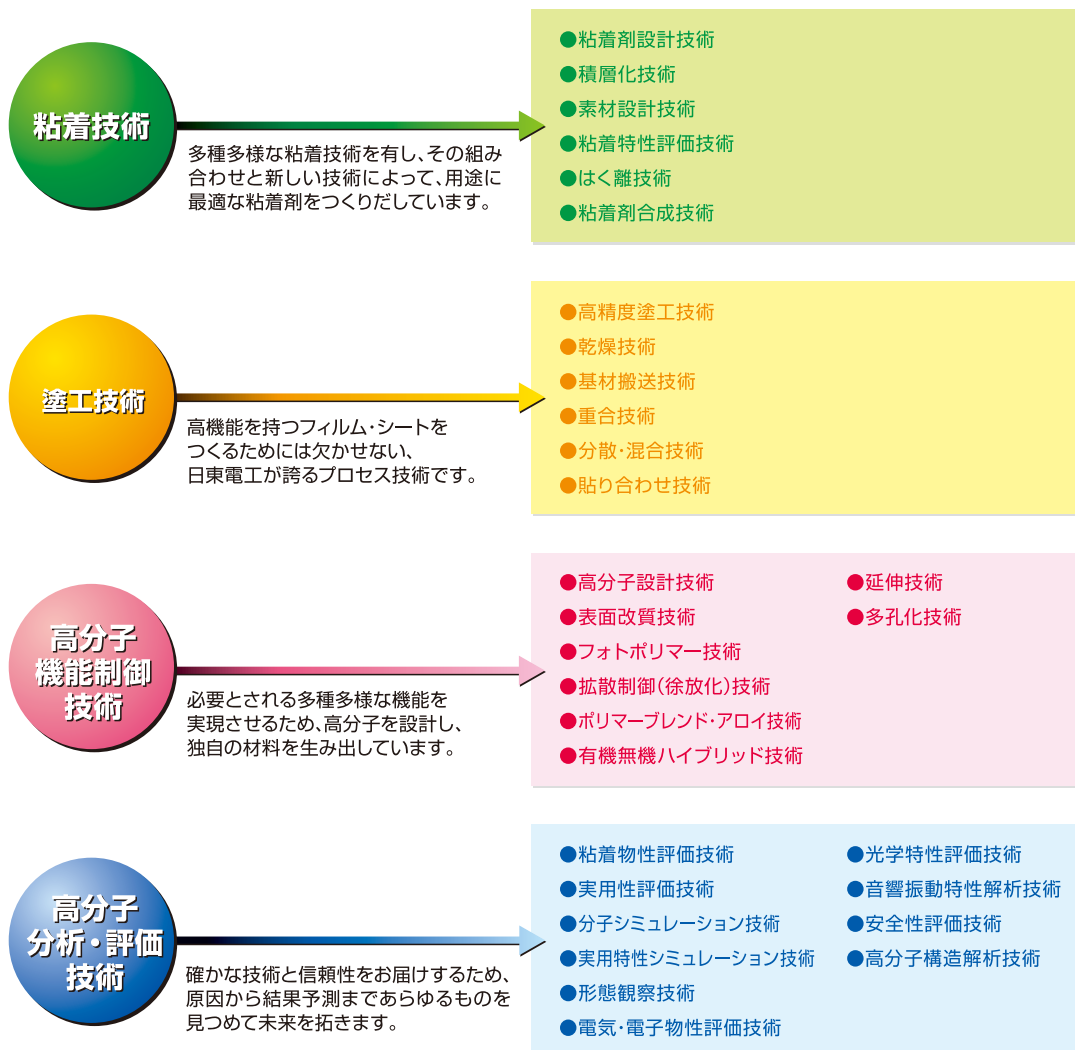 粘着技術
多種多様な粘着技術を有し、その組み
合わせと新しい技術によって、用途に
最適な粘着剤をつくりだしています。
●粘着剤設計技術
●積層化技術
●素材設計技術
●粘着特性評価技術
●はく離技術
●粘着剤合成技術
塗工技術
高機能を持つフィルム・シートを
つくるためには欠かせない、
日東電工が誇るプロセス技術です。
●高精度塗工技術
●乾燥技術
●基材搬送技術
●重合技術
●分散・混合技術
●貼り合わせ技術
高分子
機能制御
技術
必要とされる多種多様な機能を
実現させるため、高分子を設計し、
独自の材料を生み出しています。
●高分子設計技術
●表面改質技術
●フォトポリマー技術
●拡散制御(徐放化)技術
●ポリマーブレンド・アロイ技術
●有機無機ハイブリッド技術
●延伸技術
●多孔化技術
高分子
分析・評価
技術
確かな技術と信頼性をお届けするため、
原因から結果予測まであらゆるものを
見つめて未来を拓きます。
●粘着物性評価技術
●実用性評価技術
●分子シミュレーション技術
●実用特性シミュレーション技術
●形態観察技術
●電気・電子物性評価技術
●光学特性評価技術
●音響振動特性解析技術
●安全性評価技術
●高分子構造解析技術